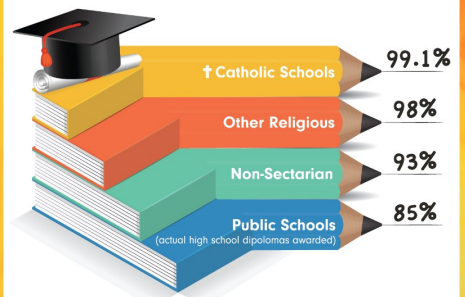 ✝ Catholic Schools 99.1%
Other Religious 98%
Non-Sectarian 93%
Public Schools 85%
(actual high school dipolomas awarded)